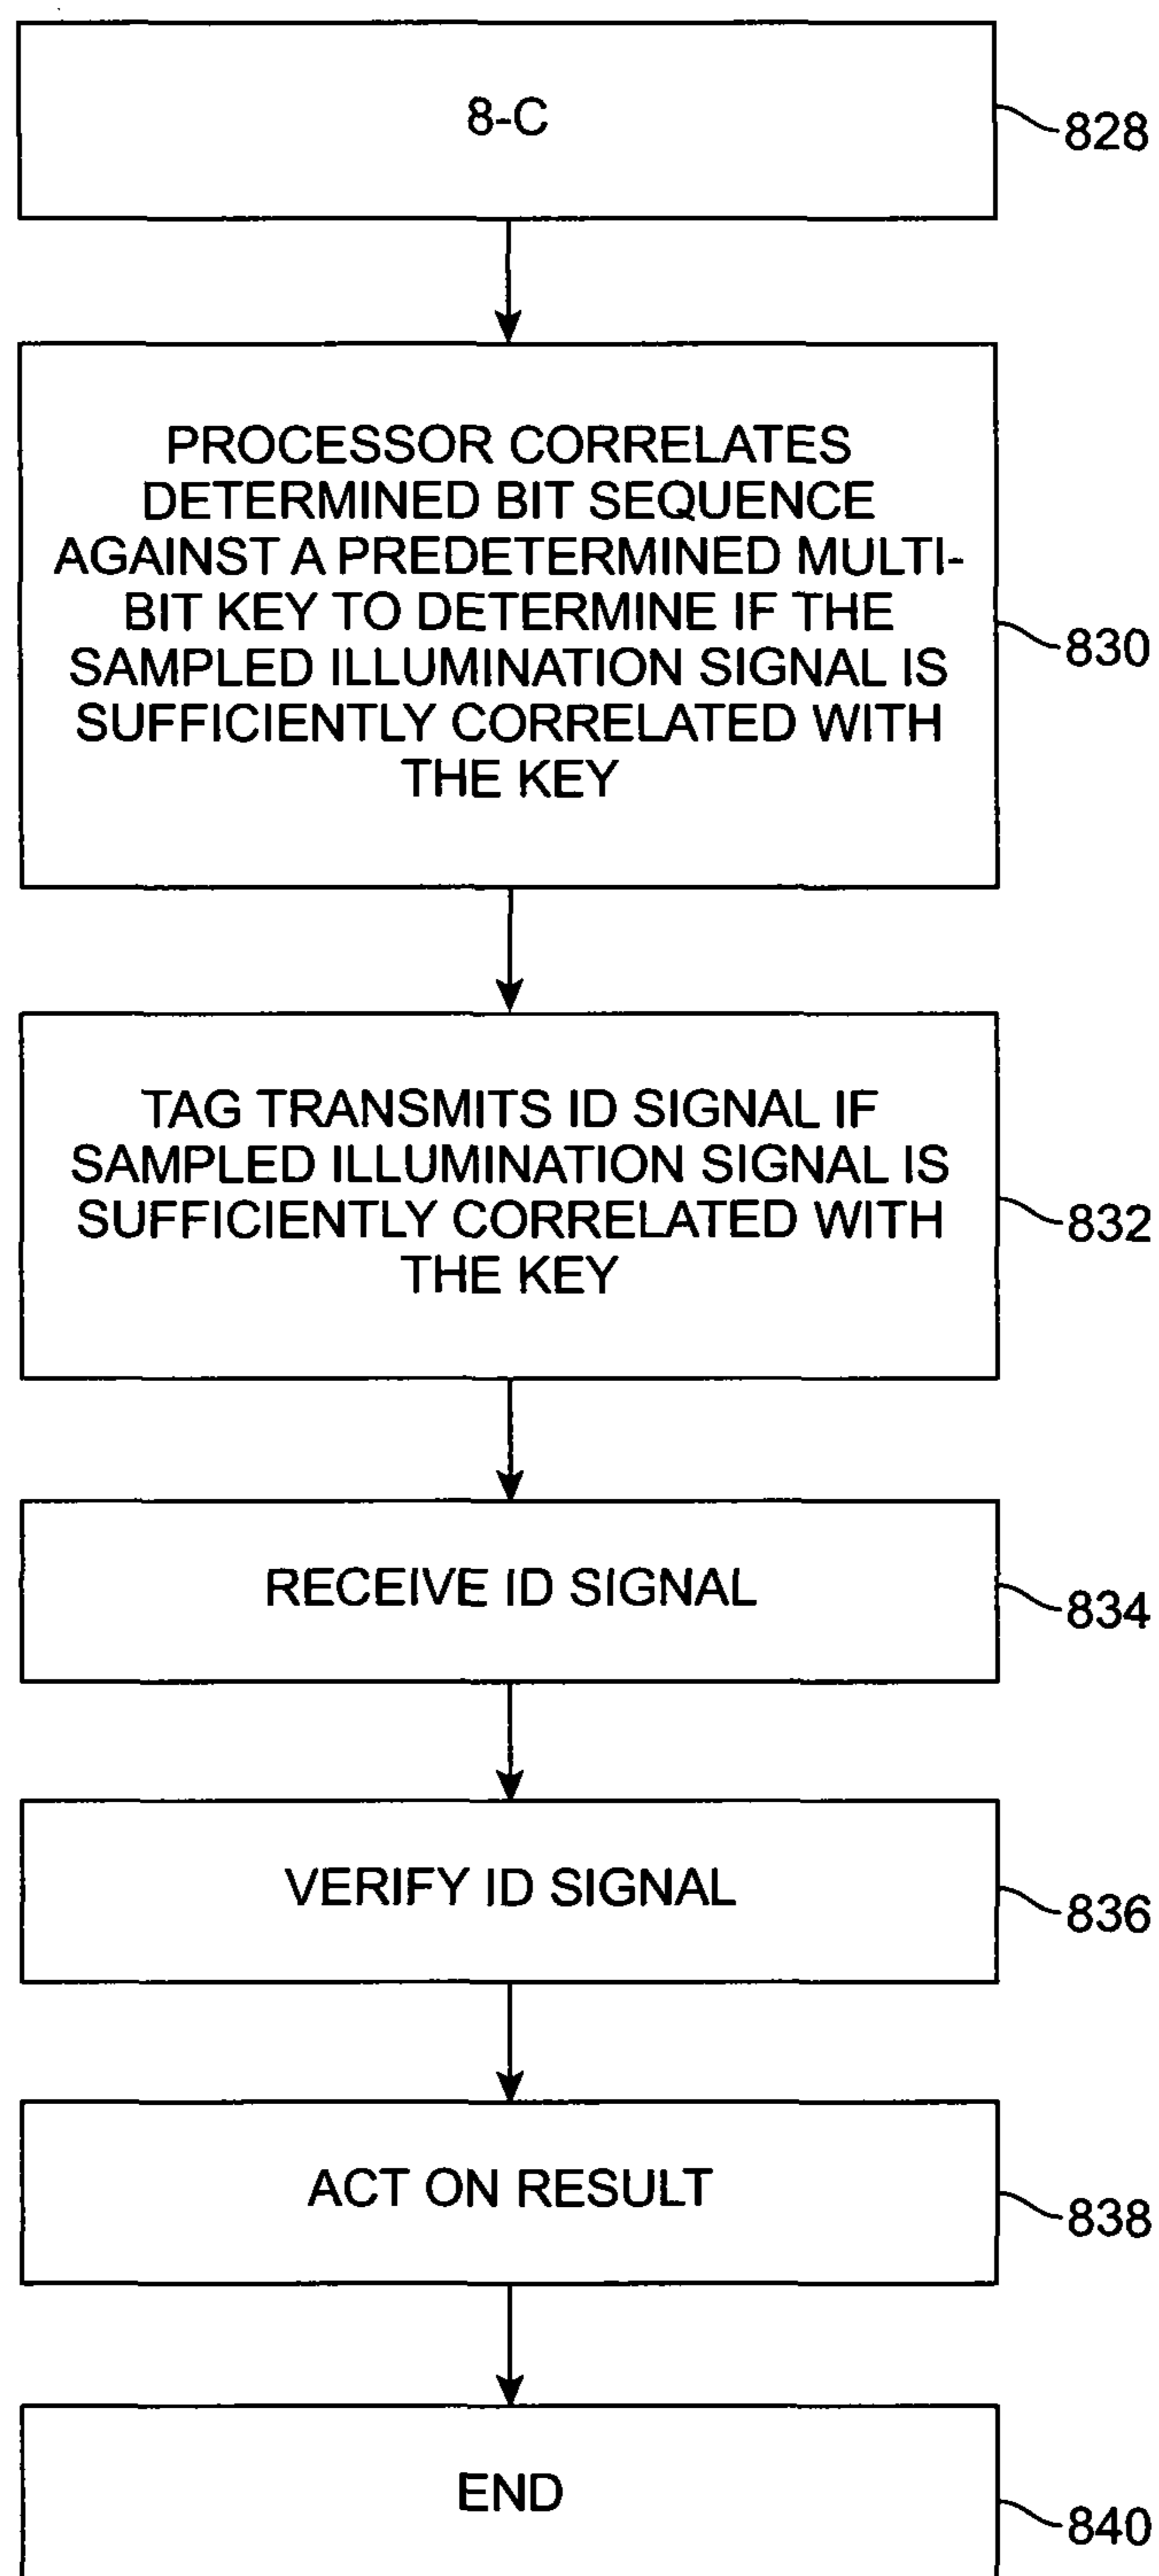 8-C
828
PROCESSOR CORRELATES
DETERMINED BIT SEQUENCE
AGAINST A PREDETERMINED MULTI-
BIT KEY TO DETERMINE IF THE
SAMPLED ILLUMINATION SIGNAL IS
SUFFICIENTLY CORRELATED WITH
THE KEY
830
TAG TRANSMITS ID SIGNAL IF
SAMPLED ILLUMINATION SIGNAL IS
SUFFICIENTLY CORRELATED WITH
THE KEY
832
RECEIVE ID SIGNAL
834
VERIFY ID SIGNAL
836
ACT ON RESULT
838
END
840